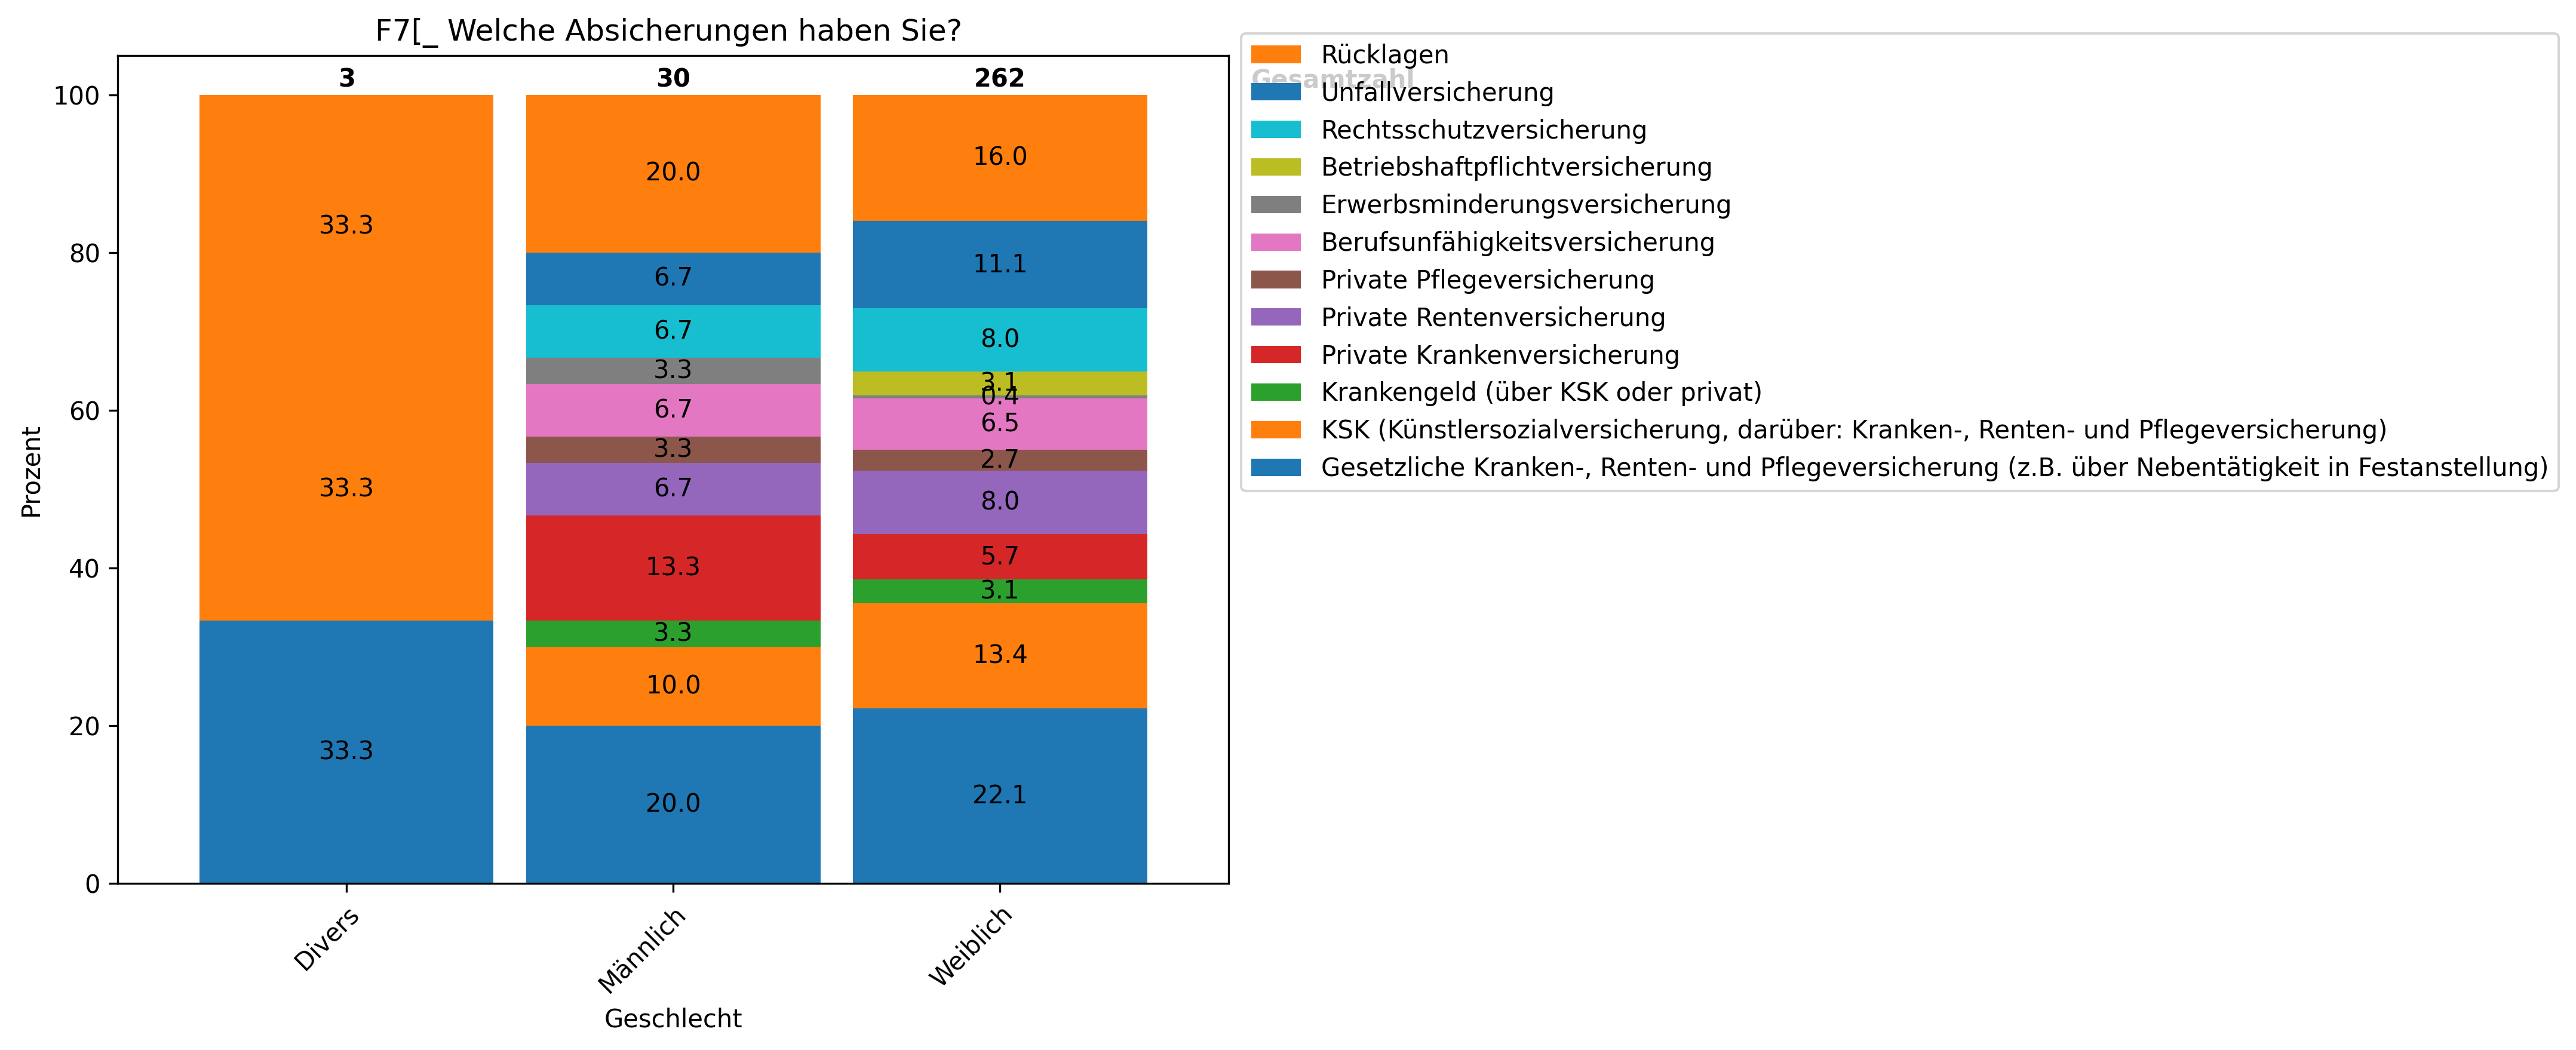 F7[_ Welche Absicherungen haben Sie?
3 30 262
Gesamtzahl
Rücklagen
Unfallversicherung
Rechtsschutzversicherung
Betriebshaftpflichtversicherung
Erwerbsminderungsversicherung
Berufsunfähigkeitsversicherung
Private Pflegeversicherung
Private Rentenversicherung
Private Krankenversicherung
Krankengeld (über KSK oder privat)
KSK (Künstlersozialversicherung, darüber: Kranken-, Renten- und Pflegeversicherung)
Gesetzliche Kranken-, Renten- und Pflegeversicherung (z.B. über Nebentätigkeit in Festanstellung)
Prozent
100
80
60
40
20
0
33.3
33.3
33.3
20.0
6.7
6.7
3.3
6.7
3.3
6.7
13.3
3.3
10.0
20.0
16.0
11.1
8.0
3.1
0.4
6.5
2.7
8.0
5.7
3.1
13.4
22.1
Divers
Männlich
Weiblich
Geschlecht